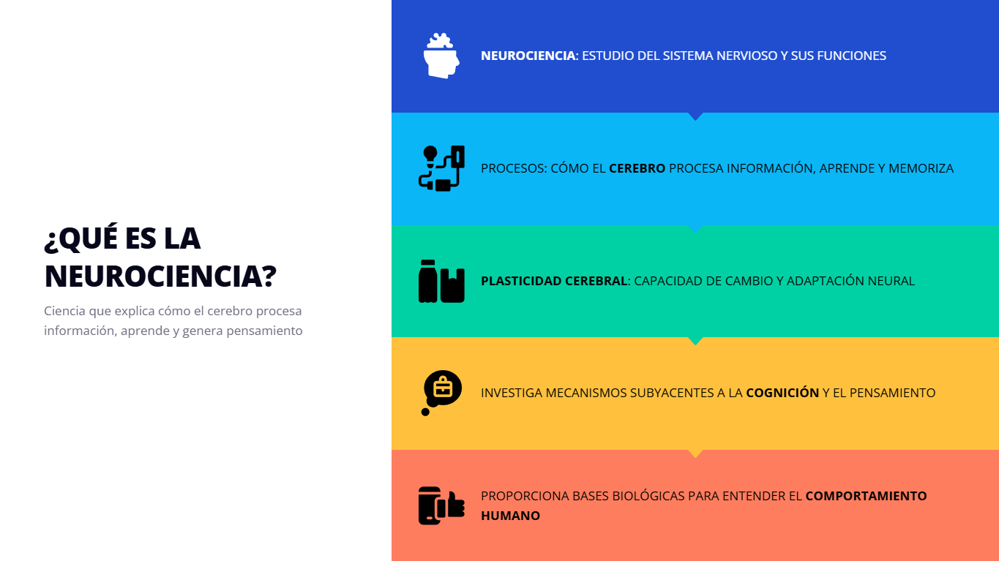 ¿QUÉ ES LA
NEUROCIENCIA?
Ciencia que explica cómo el cerebro procesa
información, aprende y genera pensamiento
NEUROCIENCIA: ESTUDIO DEL SISTEMA NERVIOSO Y SUS FUNCIONES
PROCESOS: CÓMO EL CEREBRO PROCESA INFORMACIÓN, APRENDE Y MEMORIZA
PLASTICIDAD CEREBRAL: CAPACIDAD DE CAMBIO Y ADAPTACIÓN NEURAL
INVESTIGA MECANISMOS SUBYACENTES A LA COGNICIÓN Y EL PENSAMIENTO
PROPORCIONA BASES BIOLÓGICAS PARA ENTENDER EL COMPORTAMIENTO
HUMANO